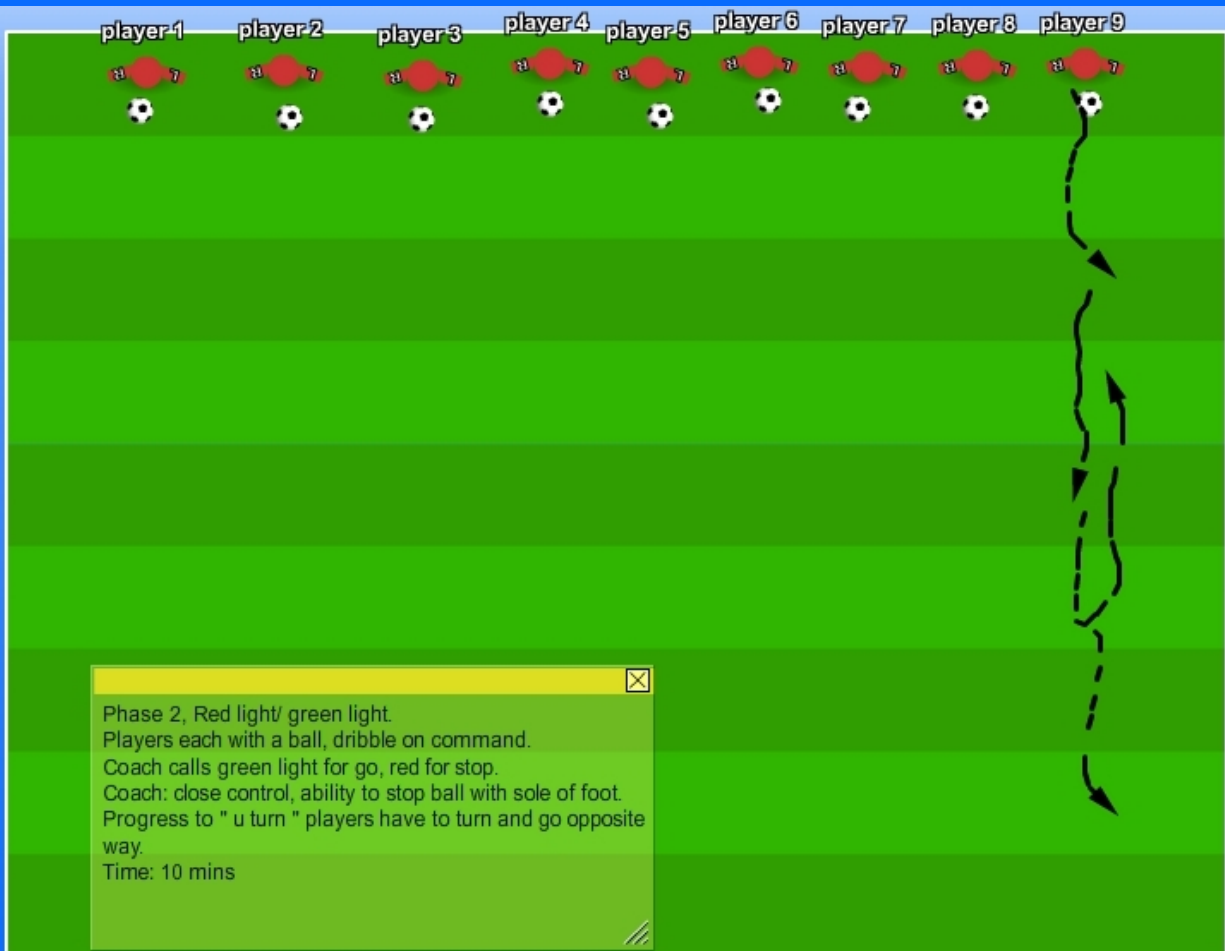 player 1 player 2 player 3 player 4 player 5 player 6 player 7 player 8 player 9
R L R L R L R L R L R L R L R L R L
Phase 2, Red light/ green light.
Players each with a ball, dribble on command.
Coach calls green light for go, red for stop.
Coach: close control, ability to stop ball with sole of foot.
Progress to " u turn " players have to turn and go opposite
way.
Time: 10 mins